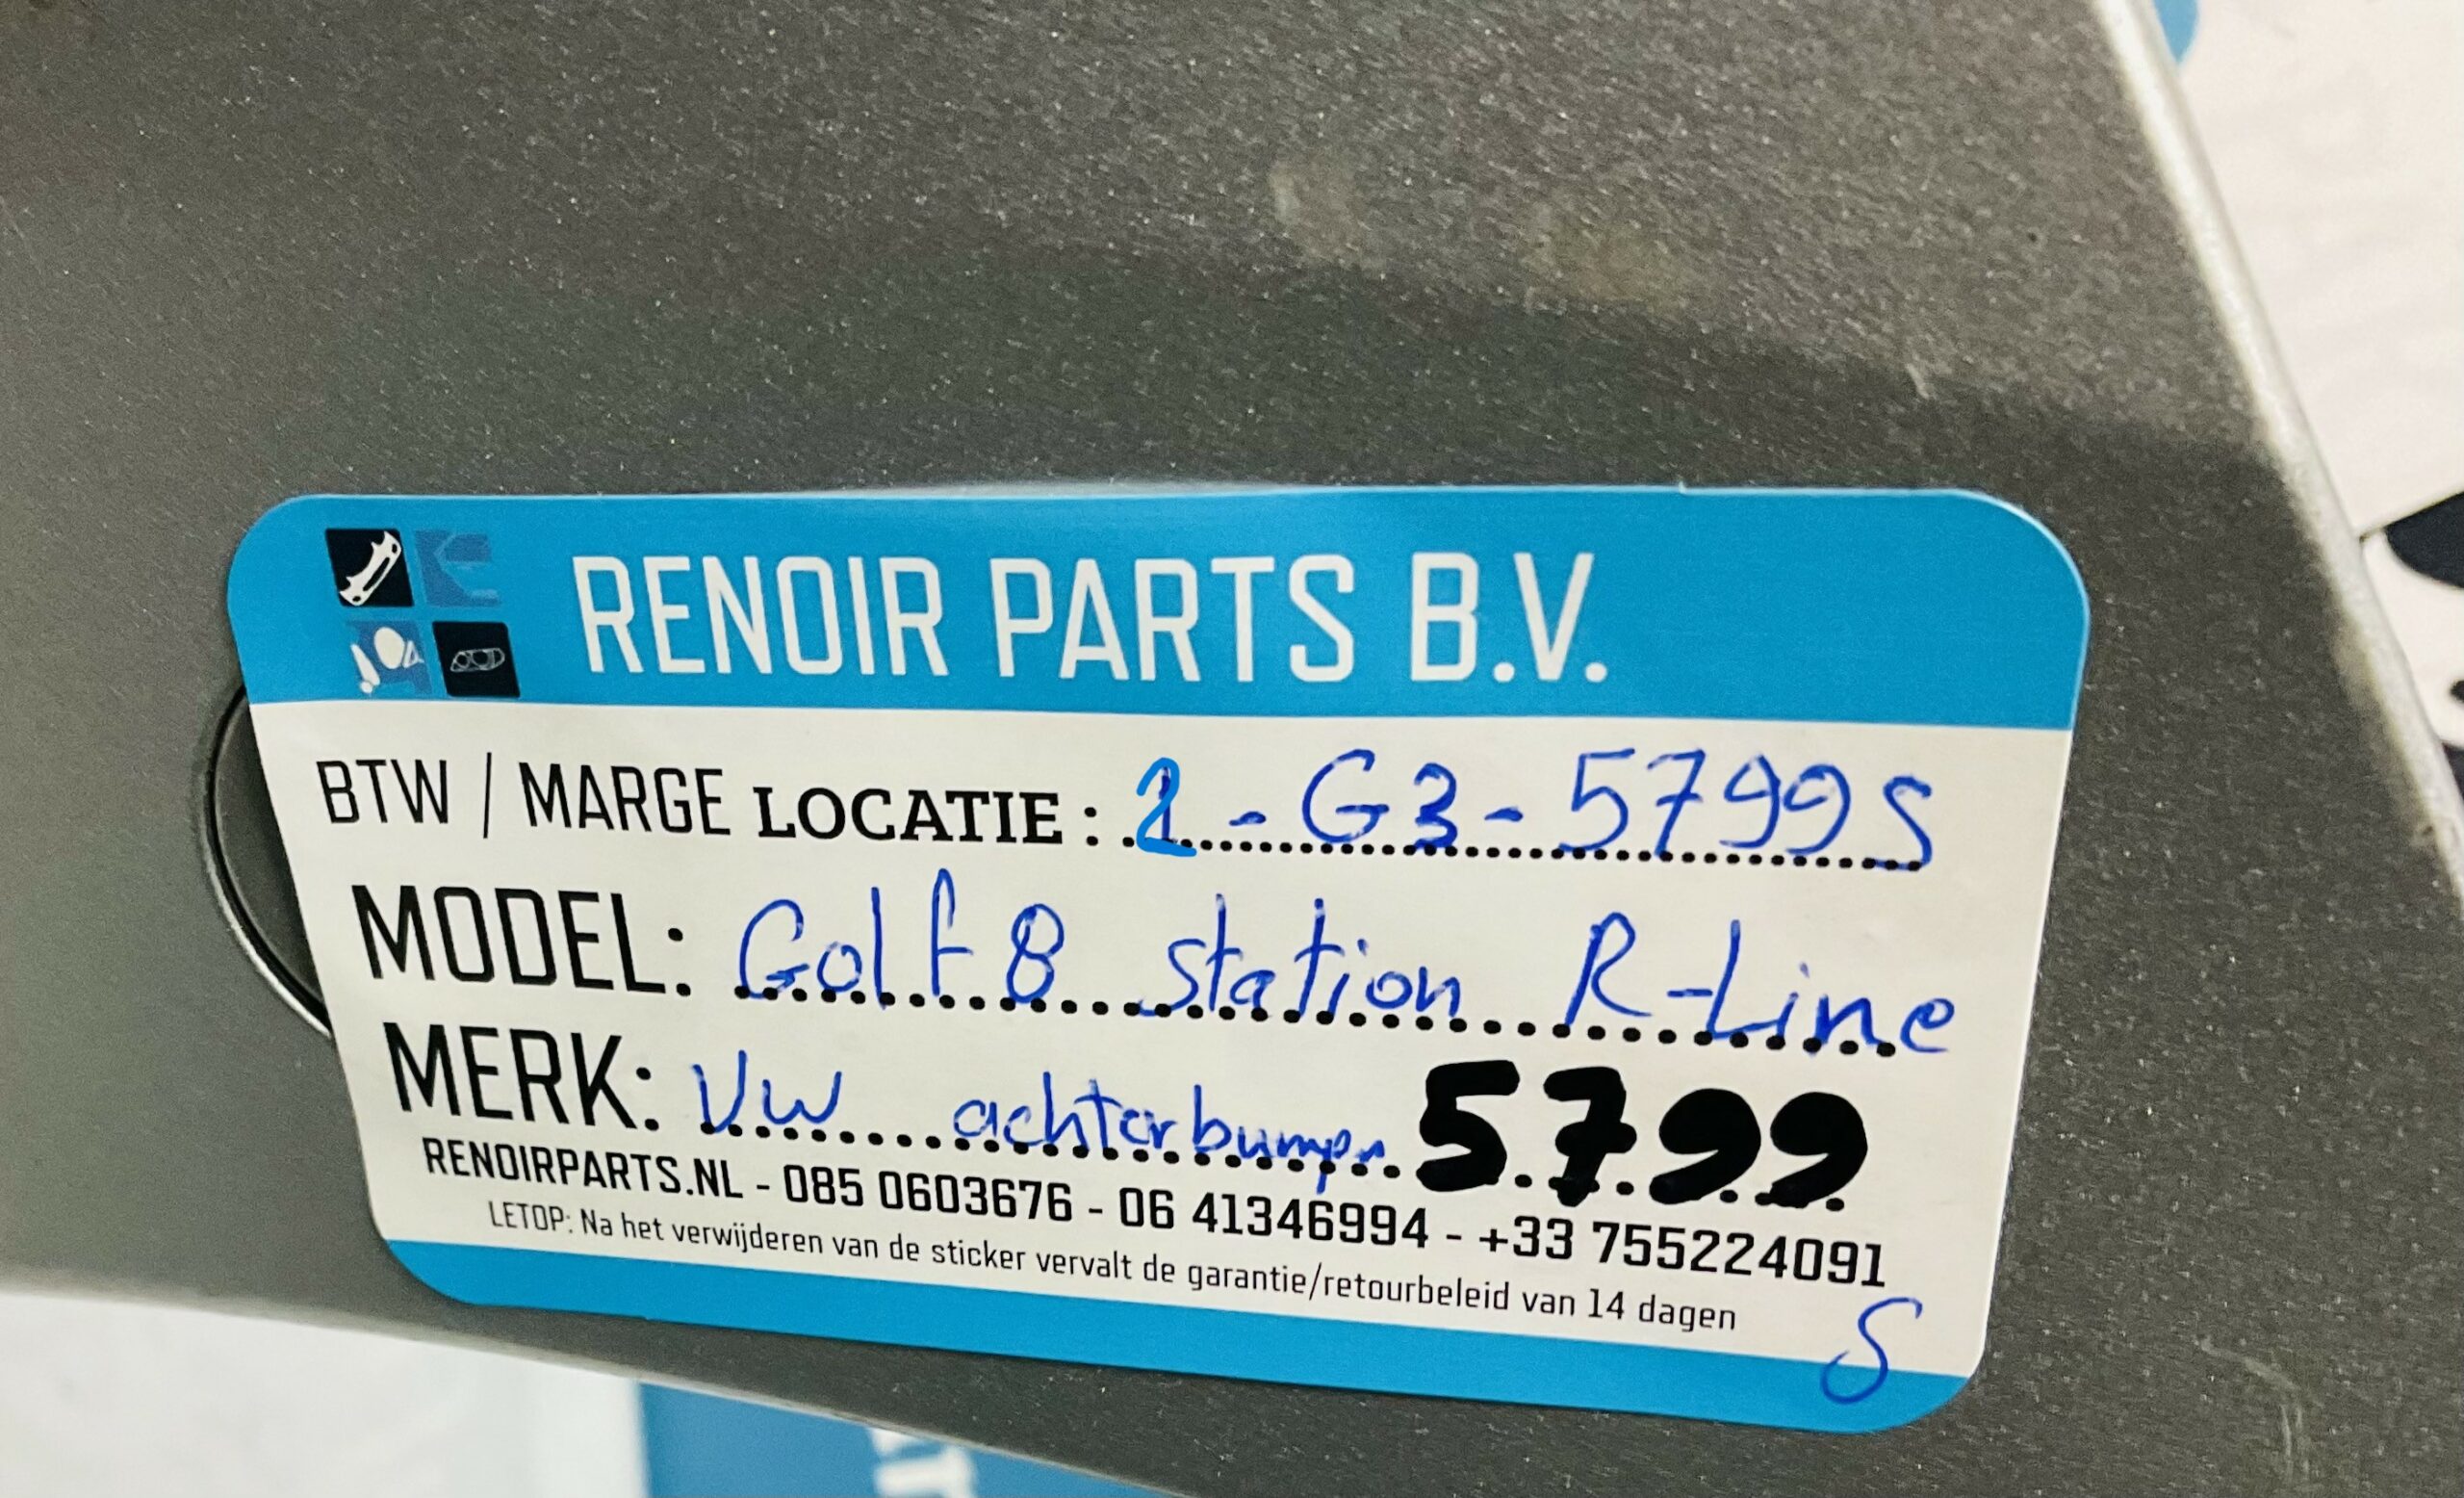 RENOIR PARTS B.V.
BTW / MARGE LOCATIE : 2 - G3 - 5799 S
MODEL: Golf 8 station R-Line
MERK: VW achterbumper 5799
RENOIRPARTS.NL - 085 0603676 - 06 41346994 - +33 755224091
LETOP: Na het verwijderen van de sticker vervalt de garantie/retourbeleid van 14 dagen
S